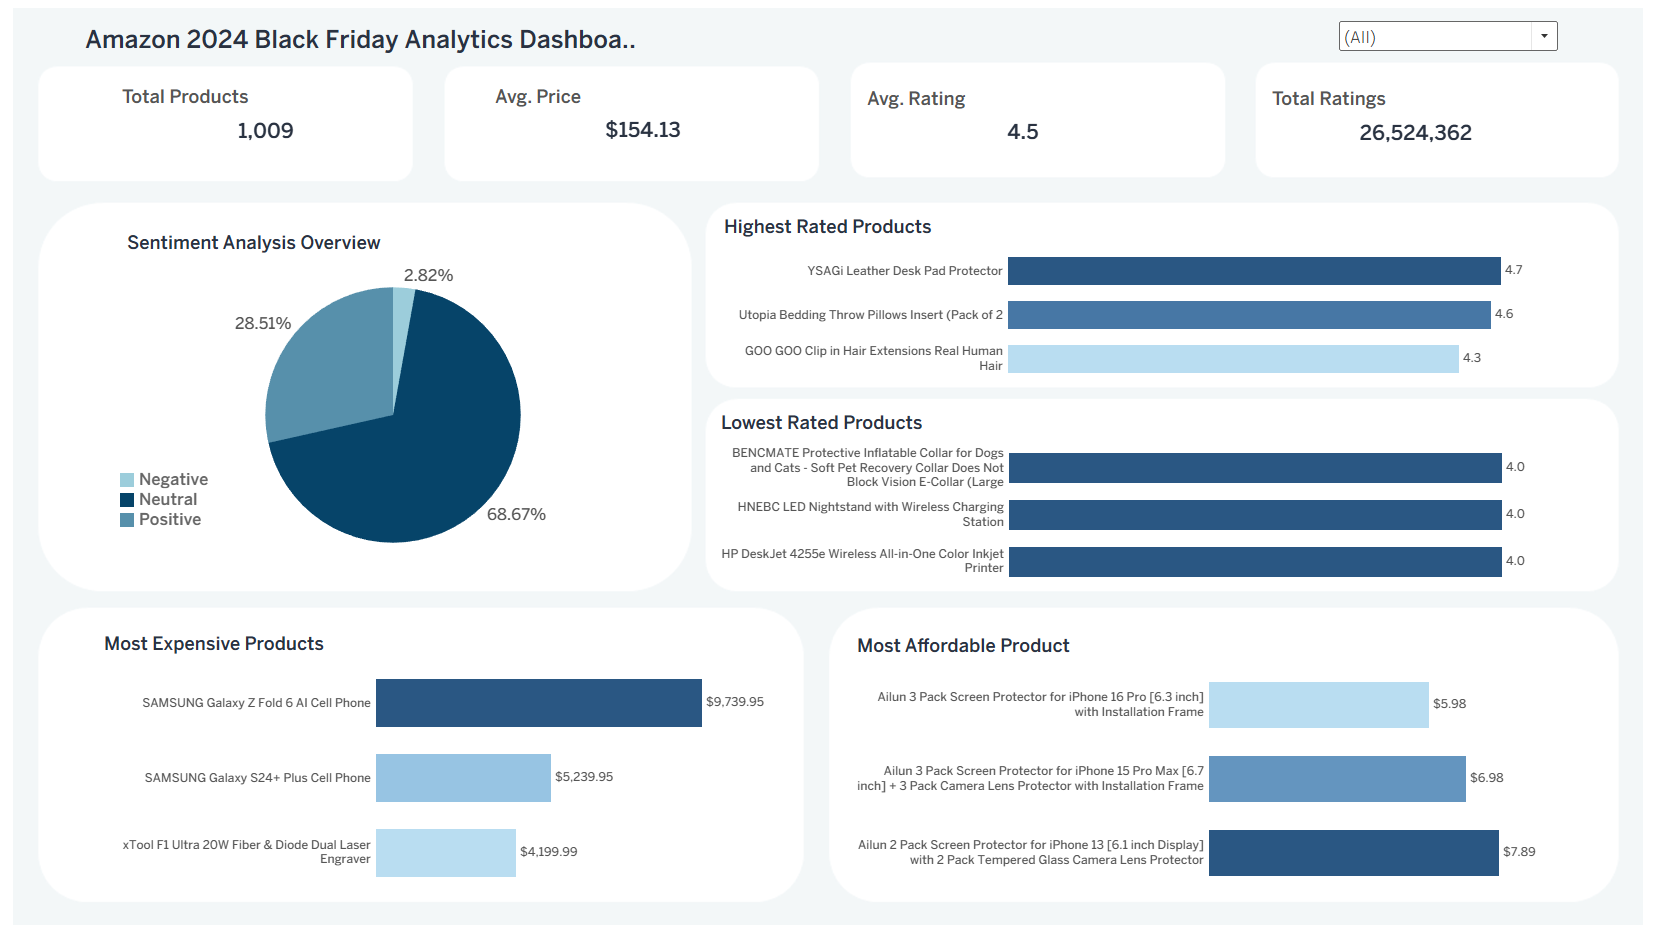 Amazon 2024 Black Friday Analytics Dashboa..
(All)
Total Products
1,009
Avg. Price
$154.13
Avg. Rating
4.5
Total Ratings
26,524,362
Sentiment Analysis Overview
2.82%
28.51%
68.67%
Negative
Neutral
Positive
Highest Rated Products
YSAGi Leather Desk Pad Protector
4.7
Utopia Bedding Throw Pillows Insert (Pack of 2
4.6
GOO GOO Clip in Hair Extensions Real Human
Hair
4.3
Lowest Rated Products
BENCMATE Protective Inflatable Collar for Dogs
and Cats - Soft Pet Recovery Collar Does Not
Block Vision E-Collar (Large
4.0
HNEBC LED Nightstand with Wireless Charging
Station
4.0
HP DeskJet 4255e Wireless All-in-One Color Inkjet
Printer
4.0
Most Expensive Products
SAMSUNG Galaxy Z Fold 6 AI Cell Phone
$9,739.95
SAMSUNG Galaxy S24+ Plus Cell Phone
$5,239.95
xTool F1 Ultra 20W Fiber & Diode Dual Laser
Engraver
$4,199.99
Most Affordable Product
Ailun 3 Pack Screen Protector for iPhone 16 Pro [6.3 inch]
with Installation Frame
$5.98
Ailun 3 Pack Screen Protector for iPhone 15 Pro Max [6.7
inch] + 3 Pack Camera Lens Protector with Installation Frame
$6.98
Ailun 2 Pack Screen Protector for iPhone 13 [6.1 inch Display]
with 2 Pack Tempered Glass Camera Lens Protector
$7.89